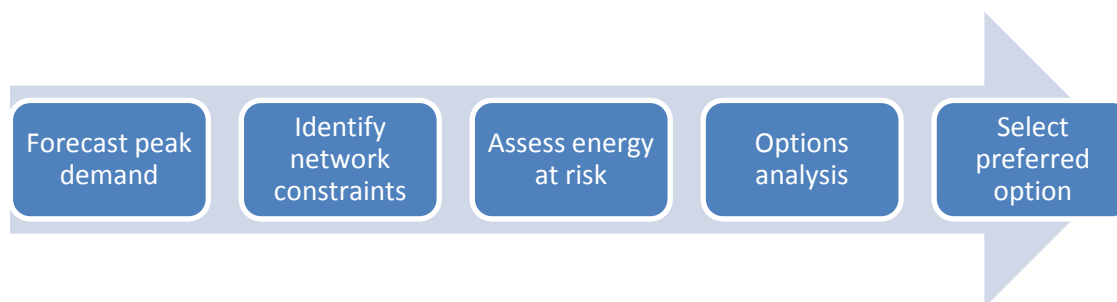 Forecast peak
demand
Identify
network
constraints
Assess energy
at risk
Options
analysis
Select
preferred
option